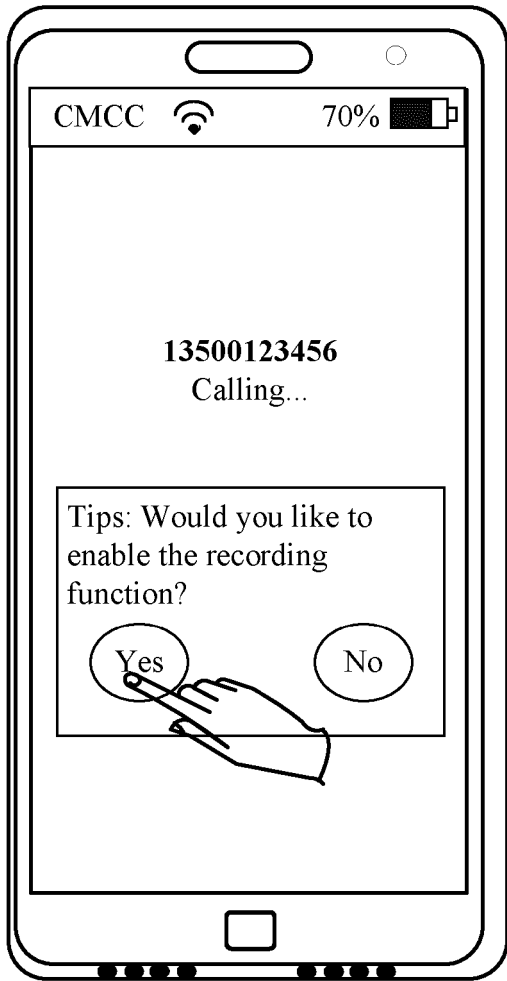 CMCC 70%
13500123456
Calling...
Tips: Would you like to
enable the recording
function?
Yes No